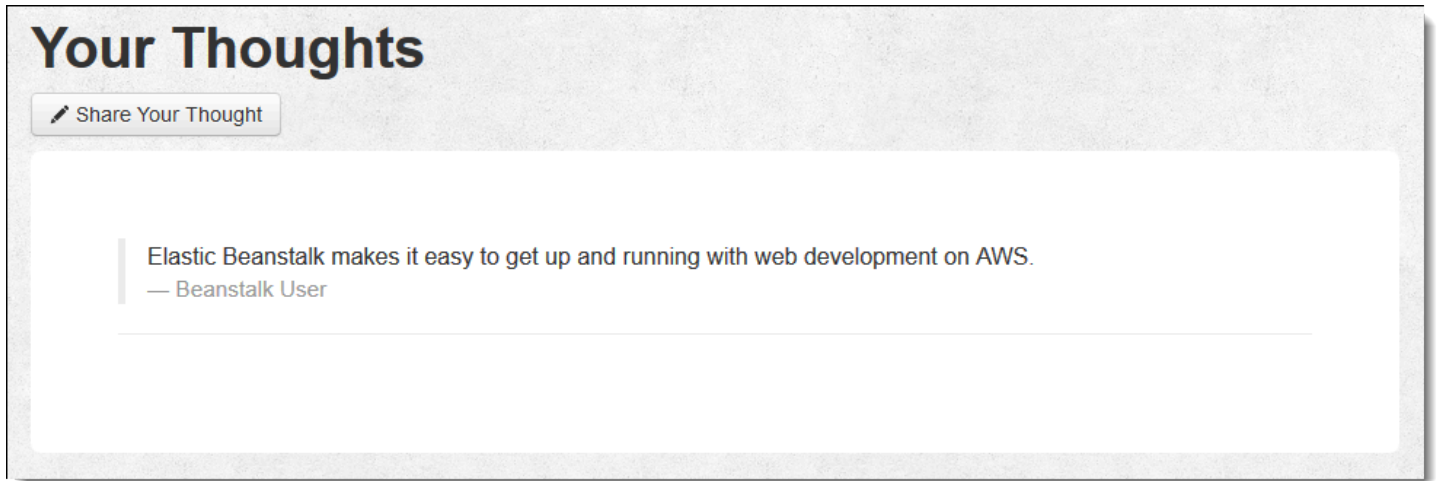 Your Thoughts
Share Your Thought
Elastic Beanstalk makes it easy to get up and running with web development on AWS.
— Beanstalk User